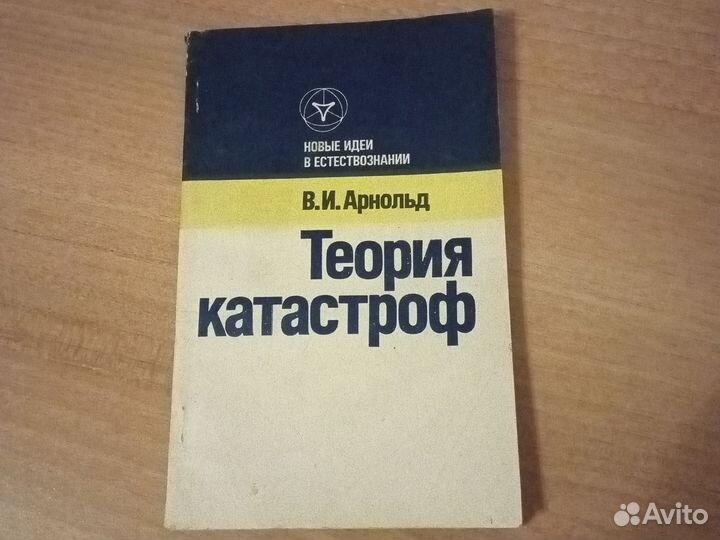 НОВЫЕ ИДЕИ
В ЕСТЕСТВОЗНАНИИ
В.И. Арнольд
Теория
катастроф
Avito